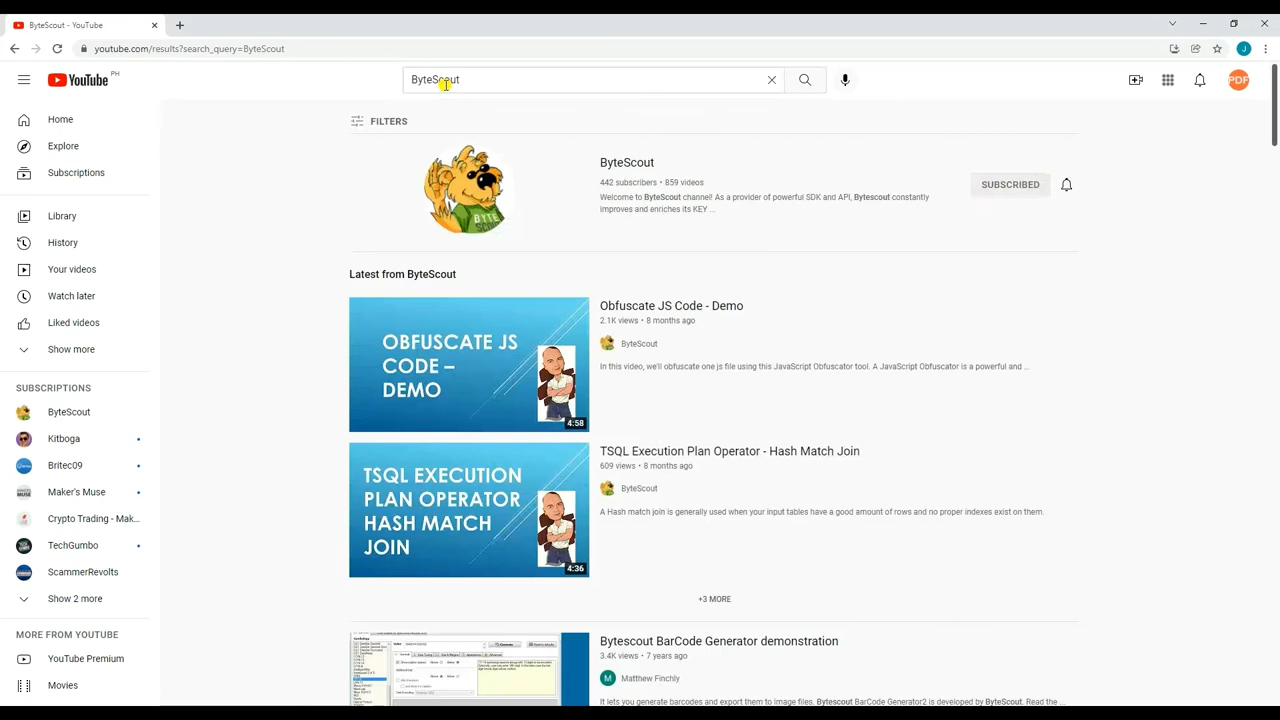 ByteScout - YouTube
youtube.com/results?search_query=ByteScout
J
YouTube PH
ByteScout
PDF
Home
Explore
Subscriptions
Library
History
Your videos
Watch later
Liked videos
Show more
SUBSCRIPTIONS
ByteScout
Kitboga
Britec09
Maker's Muse
Crypto Trading - Mak...
TechGumbo
ScammerRevolts
Show 2 more
MORE FROM YOUTUBE
YouTube Premium
Movies
FILTERS
BYTE
ByteScout
442 subscribers • 859 videos
Welcome to ByteScout channel! As a provider of powerful SDK and API, Bytescout constantly
improves and enriches its KEY ...
SUBSCRIBED
Latest from ByteScout
OBFUSCATE JS
CODE –
DEMO
4:58
Obfuscate JS Code - Demo
2.1K views • 8 months ago
ByteScout
In this video, we'll obfuscate one js file using this JavaScript Obfuscator tool. A JavaScript Obfuscator is a powerful and ...
TSQL EXECUTION
PLAN OPERATOR
HASH MATCH
JOIN
4:36
TSQL Execution Plan Operator - Hash Match Join
609 views • 8 months ago
ByteScout
A Hash match join is generally used when your input tables have a good amount of rows and no proper indexes exist on them.
+3 MORE
Bytescout BarCode Generator demonstration
3.4K views • 7 years ago
M
Matthew Finchly
It lets you generate barcodes and export them to image files. Bytescout BarCode Generator2 is developed by ByteScout. Read the ...